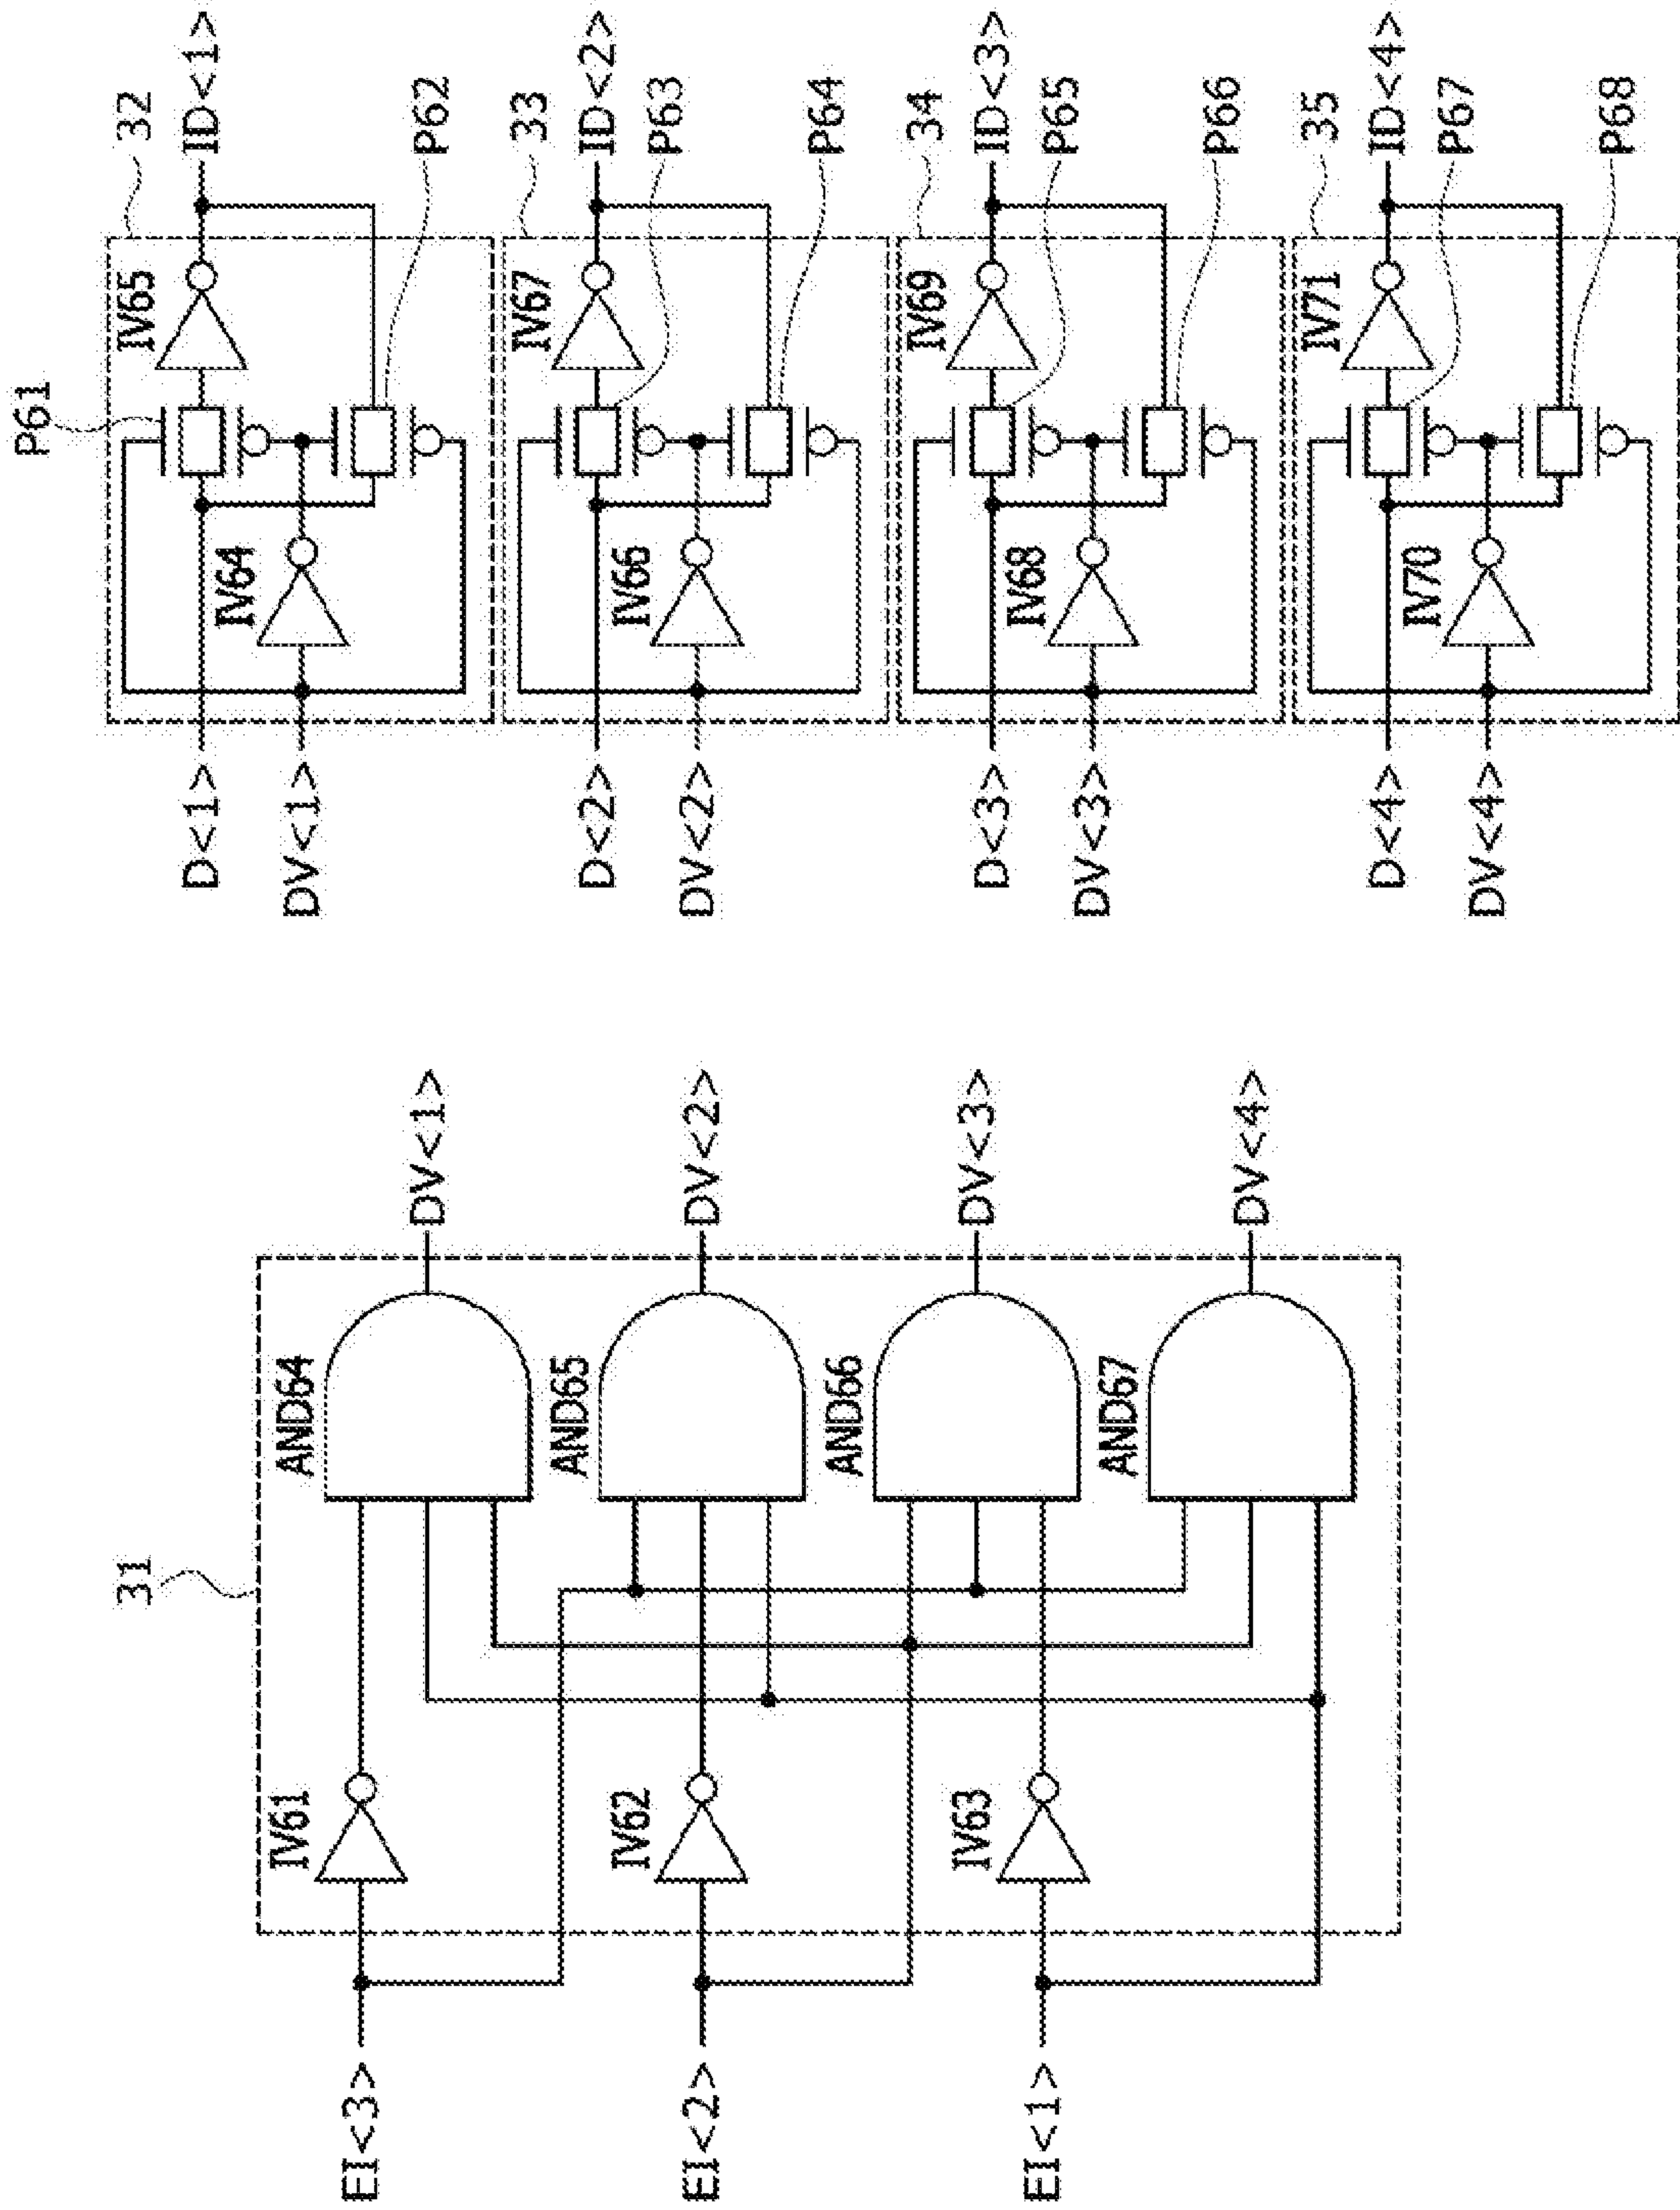 31
EI<3>
IV61
AND64
DV<1>
EI<2>
IV62
AND65
DV<2>
EI<1>
IV63
AND66
DV<3>
AND67
DV<4>
P61
32
D<1>
IV65
ID<1>
DV<1>
IV64
P62
33
D<2>
IV67
ID<2>
P63
DV<2>
IV66
P64
34
D<3>
IV69
ID<3>
P65
DV<3>
IV68
P66
35
D<4>
IV71
ID<4>
P67
DV<4>
IV70
P68